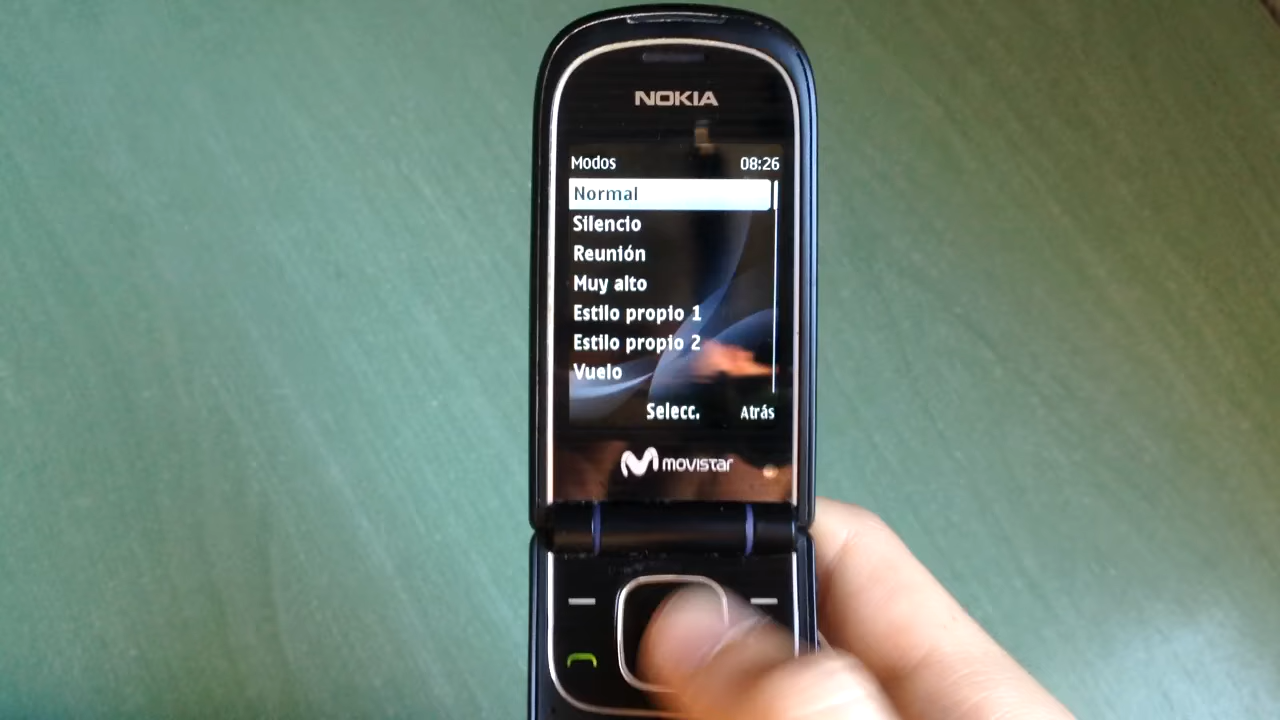 NOKIA
Modos 08:26
Normal
Silencio
Reunión
Muy alto
Estilo propio 1
Estilo propio 2
Vuelo
Selecc. Atrás
movistar